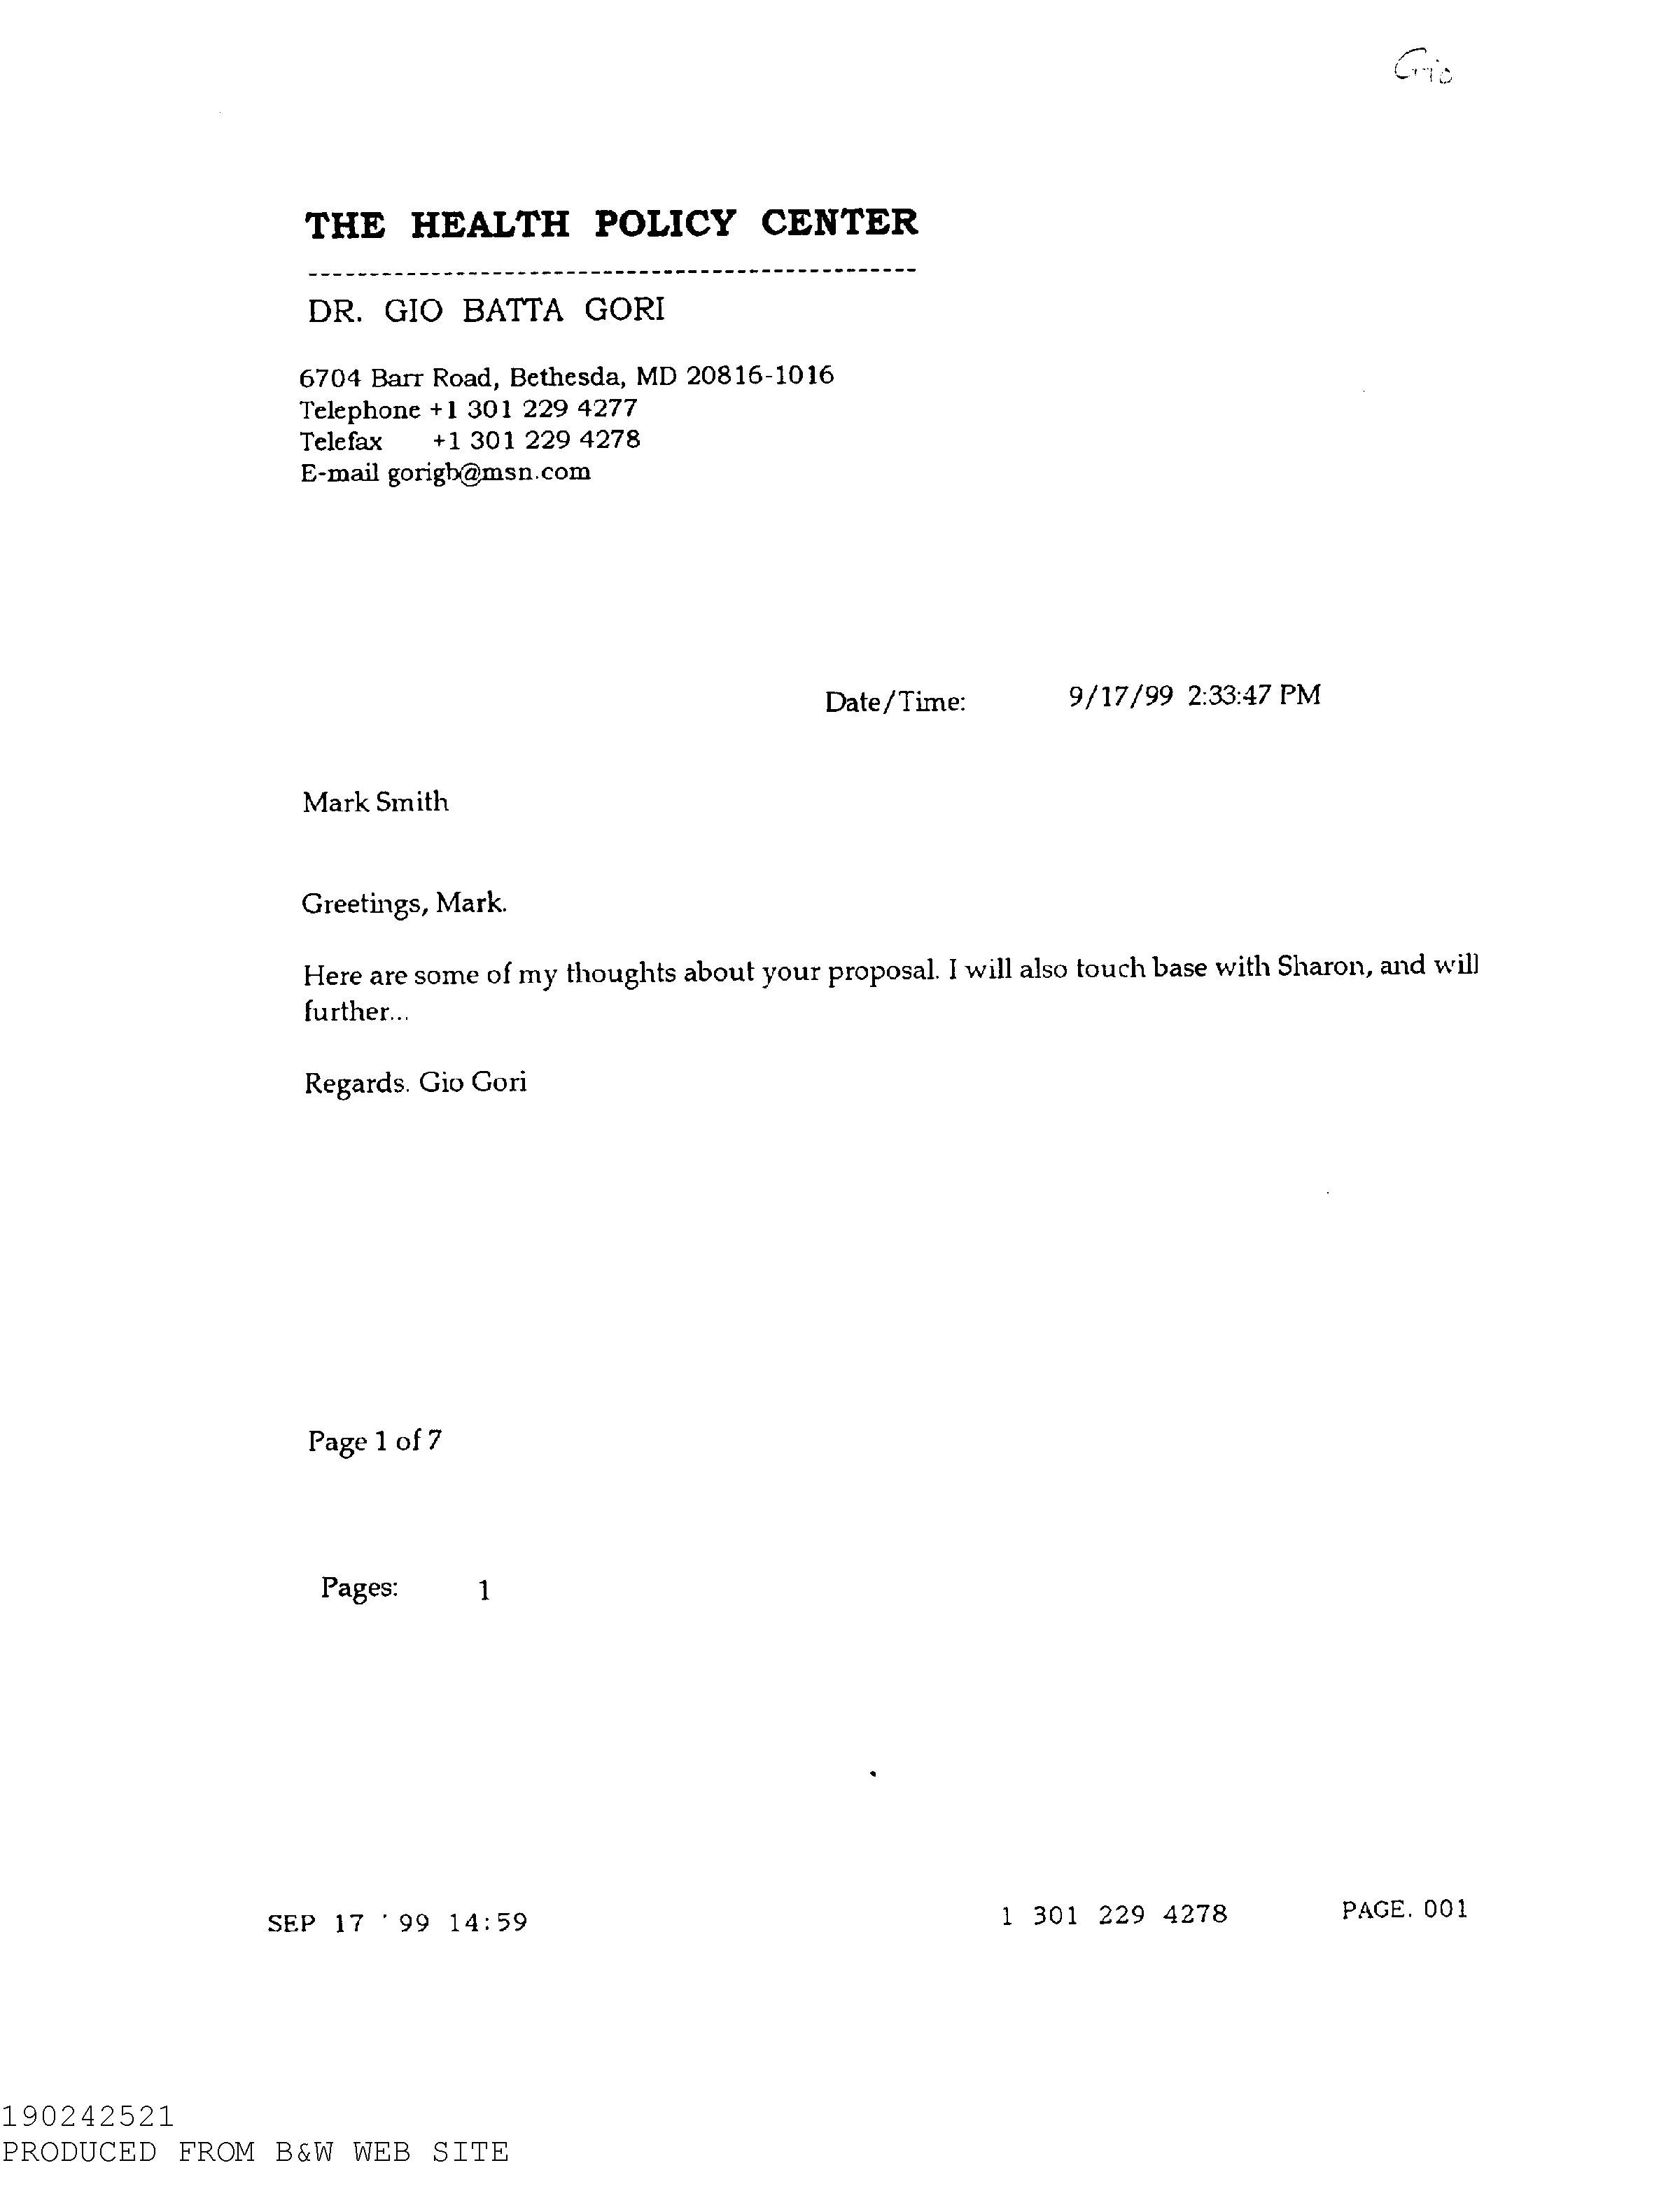 Gio
THE HEALTH POLICY CENTER
------------------------------------------------
DR. GIO BATTA GORI
6704 Barr Road, Bethesda, MD 20816-1016
Telephone +1 301 229 4277
Telefax +1 301 229 4278
E-mail gorigb@msn.com
Date/Time: 9/17/99 2:33:47 PM
Mark Smith
Greetings, Mark.
Here are some of my thoughts about your proposal. I will also touch base with Sharon, and will
further...
Regards. Gio Gori
Page 1 of 7
Pages: 1
SEP 17 '99 14:59 1 301 229 4278 PAGE.001
190242521
PRODUCED FROM B&W WEB SITE